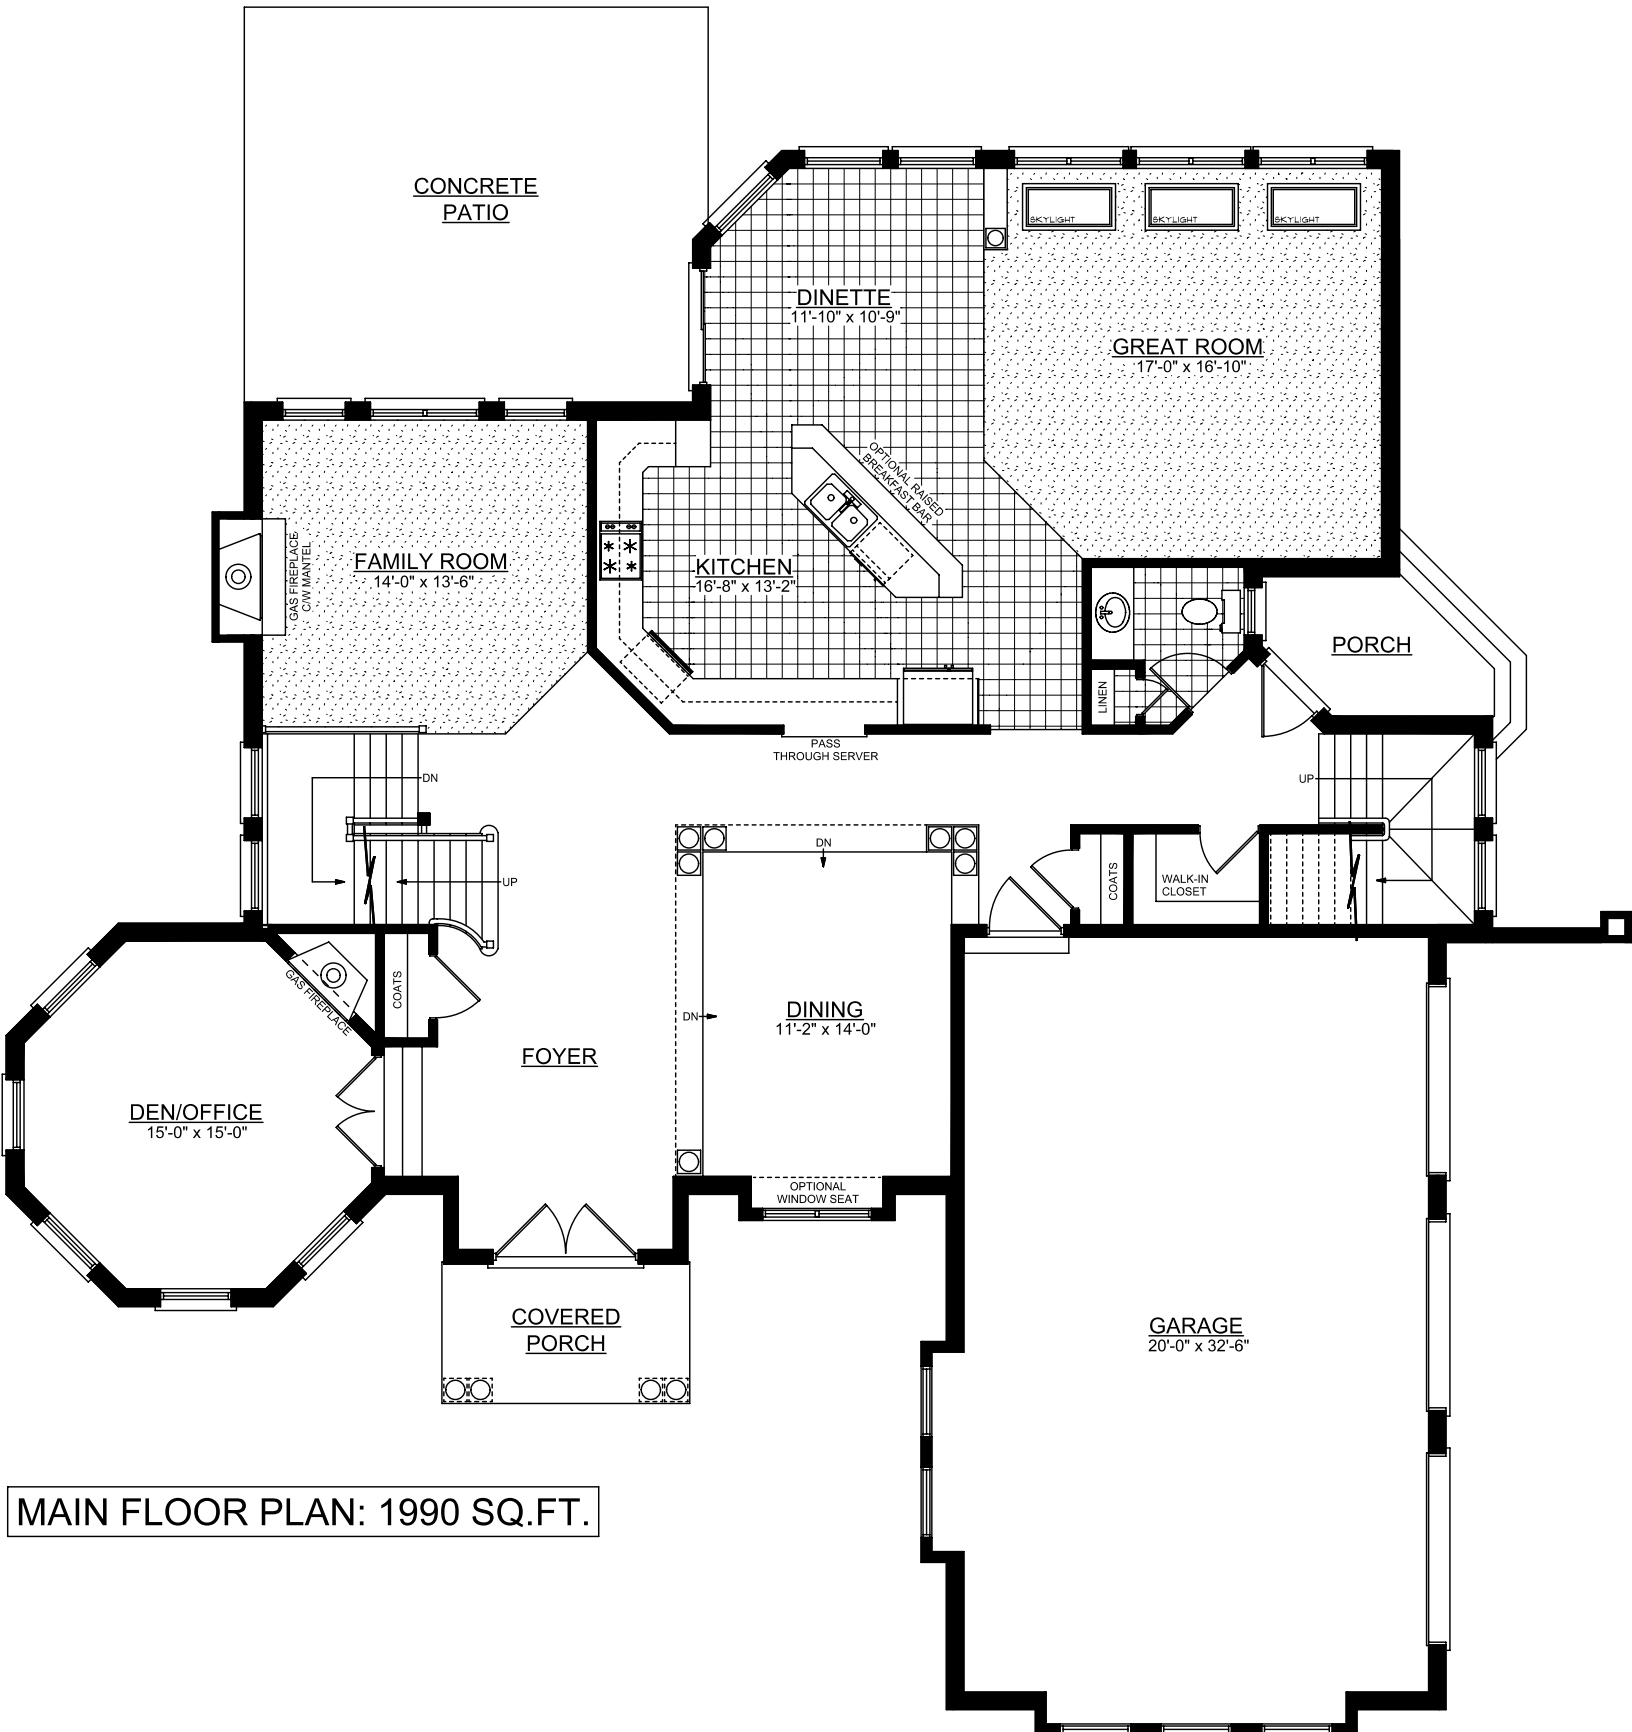 CONCRETE
PATIO
SKYLIGHT
SKYLIGHT
SKYLIGHT
DINETTE
11'-10" x 10'-9"
GREAT ROOM
17'-0" x 16'-10"
OPTIONAL RAISED
BREAKFAST BAR
FAMILY ROOM
14'-0" x 13'-6"
GAS FIREPLACE
C/W MANTEL
KITCHEN
16'-8" x 13'-2"
PORCH
LINEN
PASS
THROUGH SERVER
DN
UP
DN
UP
COATS
WALK-IN
CLOSET
GAS FIREPLACE
COATS
DN
DINING
11'-2" x 14'-0"
FOYER
DEN/OFFICE
15'-0" x 15'-0"
OPTIONAL
WINDOW SEAT
COVERED
PORCH
GARAGE
20'-0" x 32'-6"
MAIN FLOOR PLAN: 1990 SQ.FT.